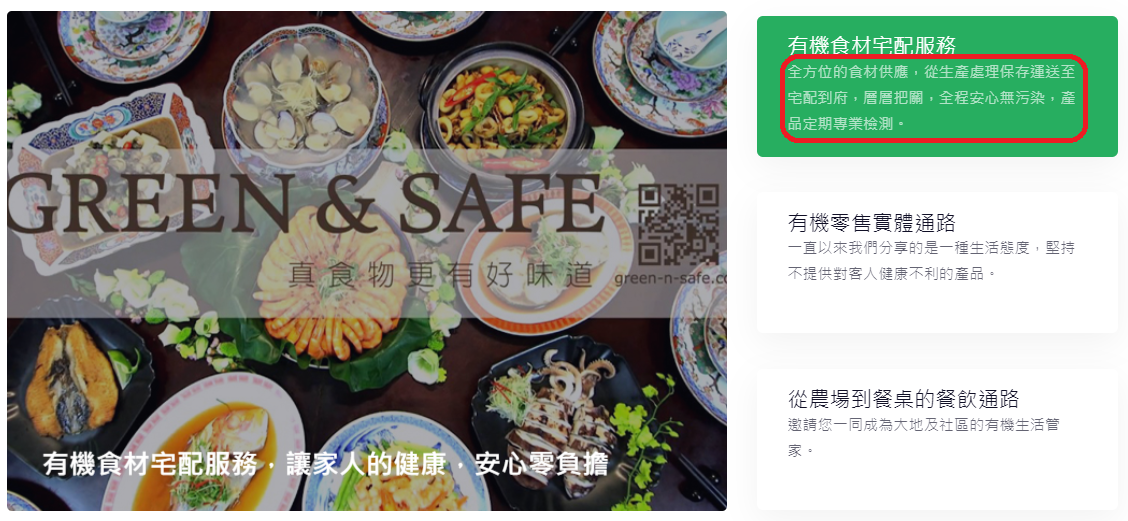 GREEN & SAFE
真食物更有好味道
green-n-safe.co
有機食材宅配服務，讓家人的健康，安心零負擔
有機食材宅配服務
全方位的食材供應，從生產處理保存運送至
宅配到府，層層把關，全程安心無污染，產
品定期專業檢測。
有機零售實體通路
一直以來我們分享的是一種生活態度，堅持
不提供對客人健康不利的產品。
從農場到餐桌的餐飲通路
邀請您一同成為大地及社區的有機生活管
家。